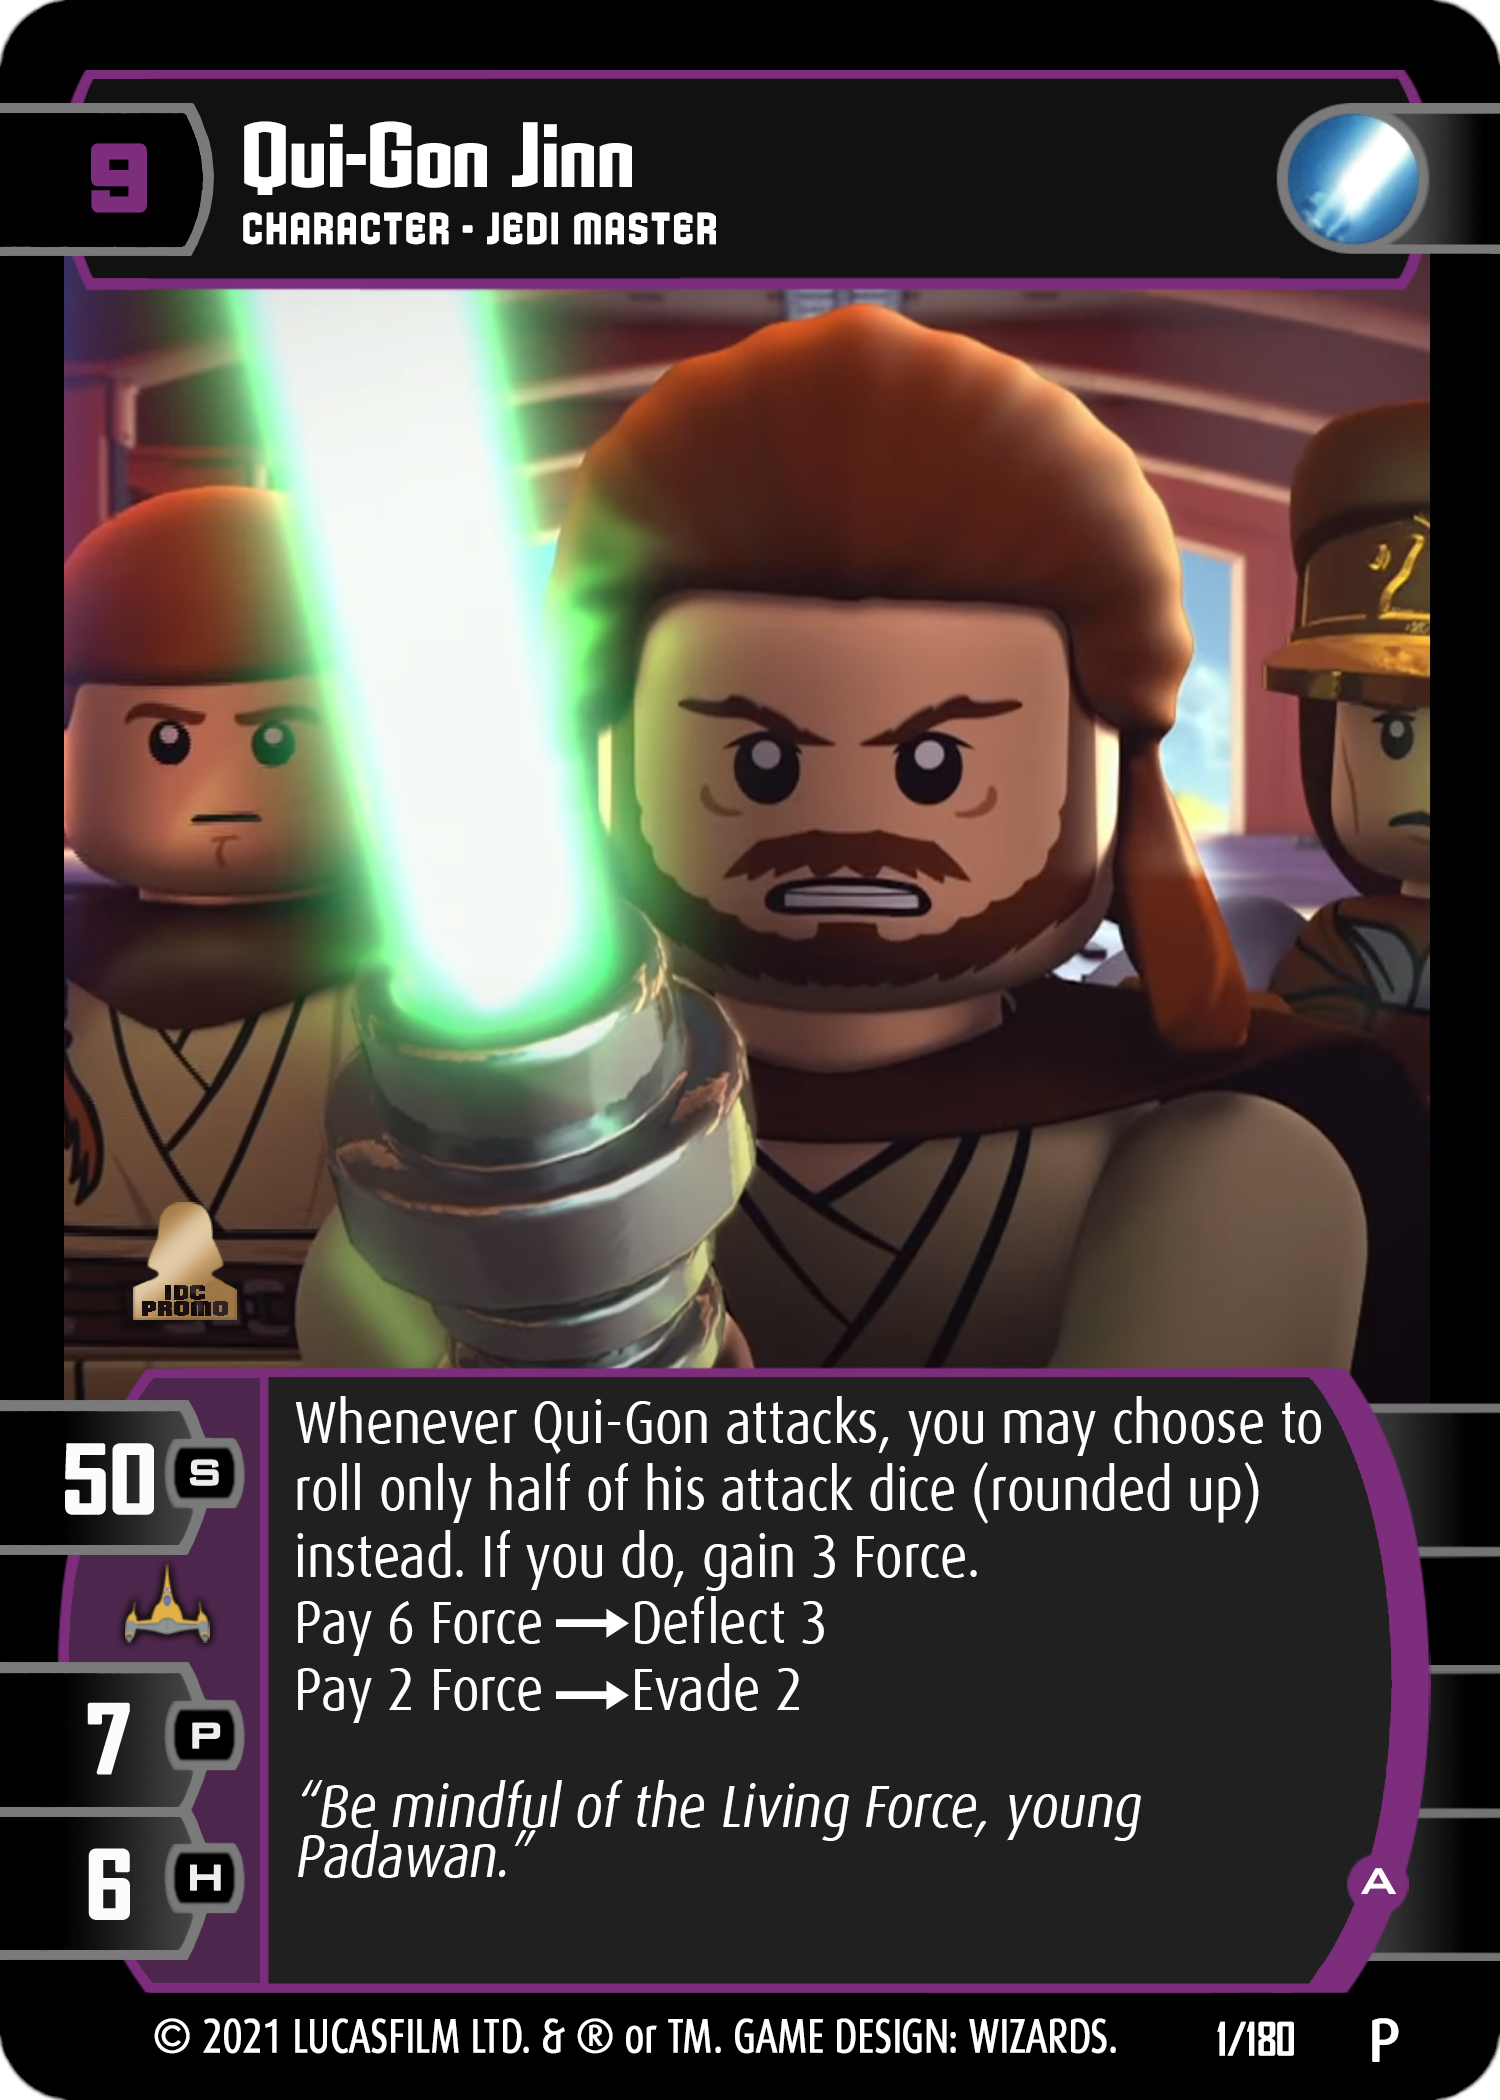 9
Qui-Gon Jinn
CHARACTER - JEDI MASTER
IDC
PROMO
50 S
7 P
6 H
Whenever Qui-Gon attacks, you may choose to
roll only half of his attack dice (rounded up)
instead. If you do, gain 3 Force.
Pay 6 Force → Deflect 3
Pay 2 Force → Evade 2
“Be mindful of the Living Force, young
Padawan.”
A
© 2021 LUCASFILM LTD. & ® or TM. GAME DESIGN: WIZARDS. 1/180 P